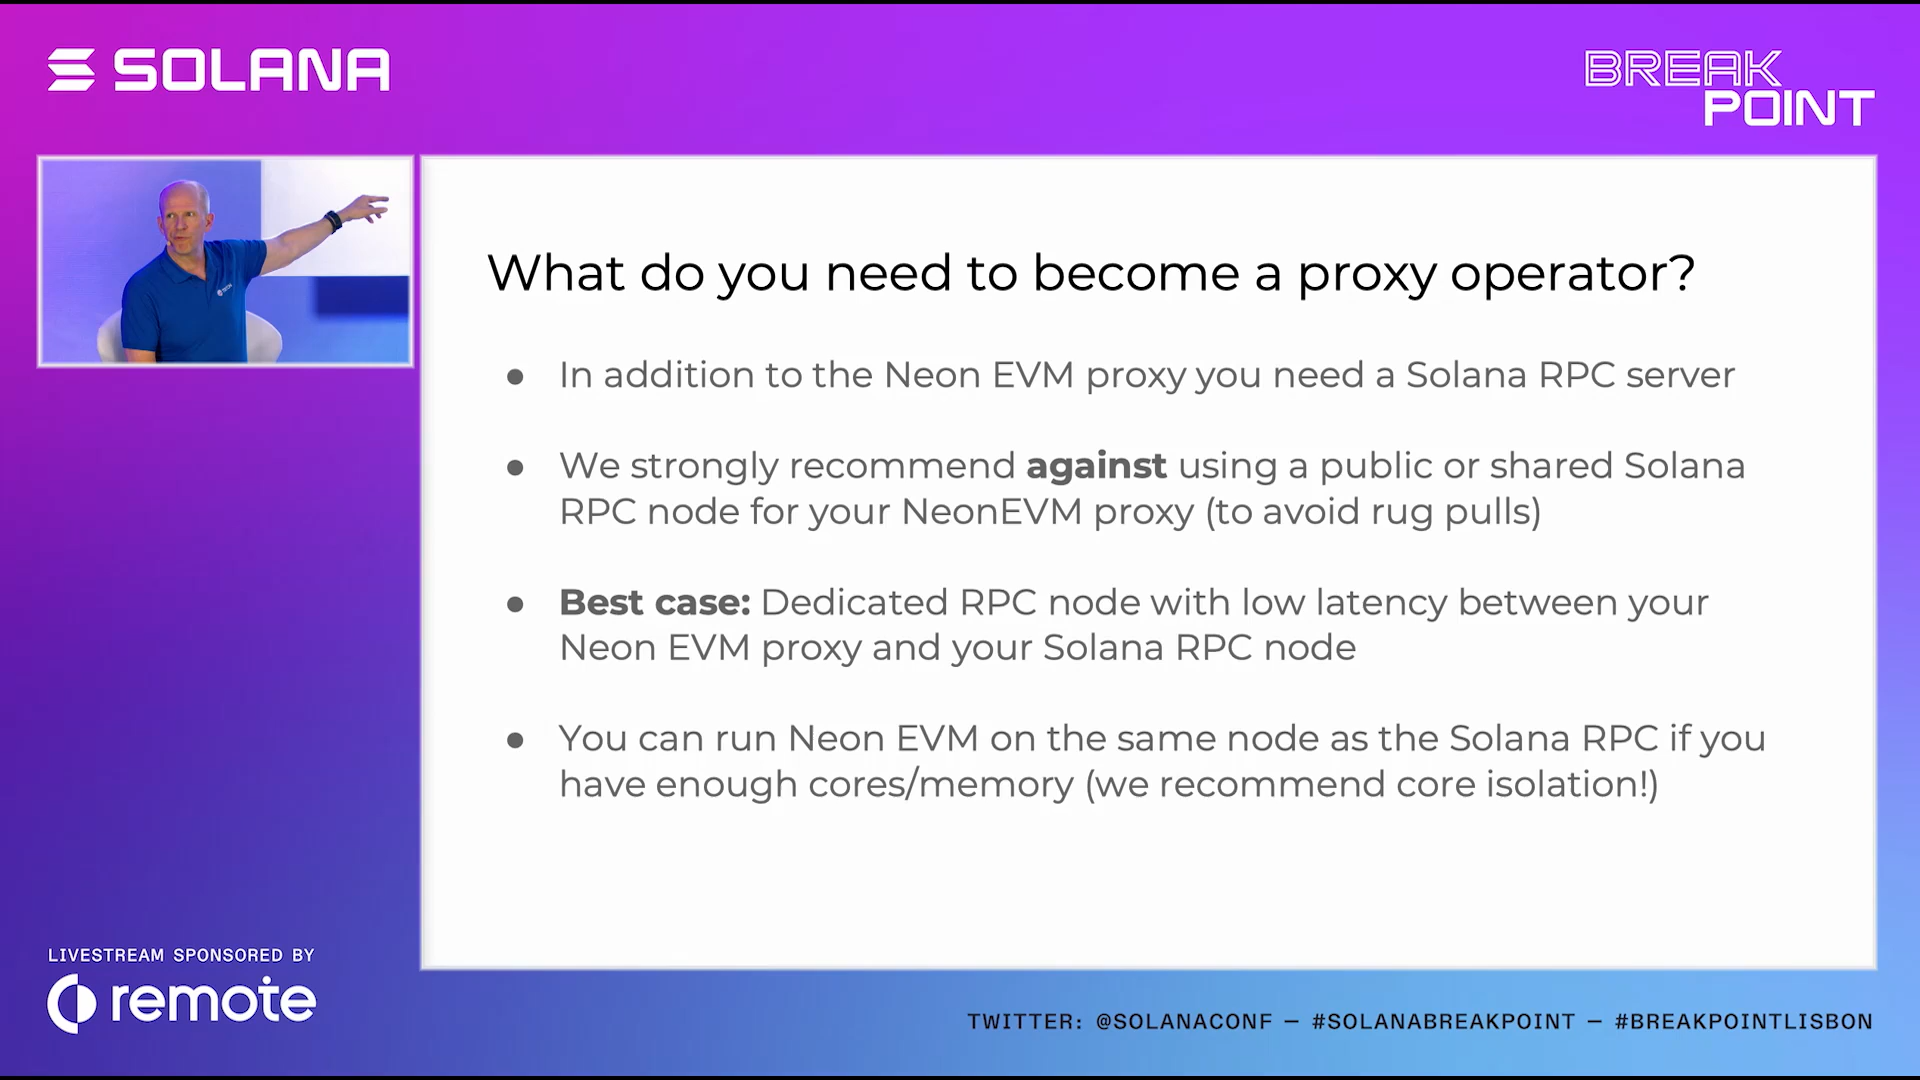 SOLANA
BREAK
POINT
What do you need to become a proxy operator?
● In addition to the Neon EVM proxy you need a Solana RPC server
● We strongly recommend against using a public or shared Solana
RPC node for your NeonEVM proxy (to avoid rug pulls)
● Best case: Dedicated RPC node with low latency between your
Neon EVM proxy and your Solana RPC node
● You can run Neon EVM on the same node as the Solana RPC if you
have enough cores/memory (we recommend core isolation!)
LIVESTREAM SPONSORED BY
remote
TWITTER: @SOLANACONF — #SOLANABREAKPOINT — #BREAKPOINTLISBON